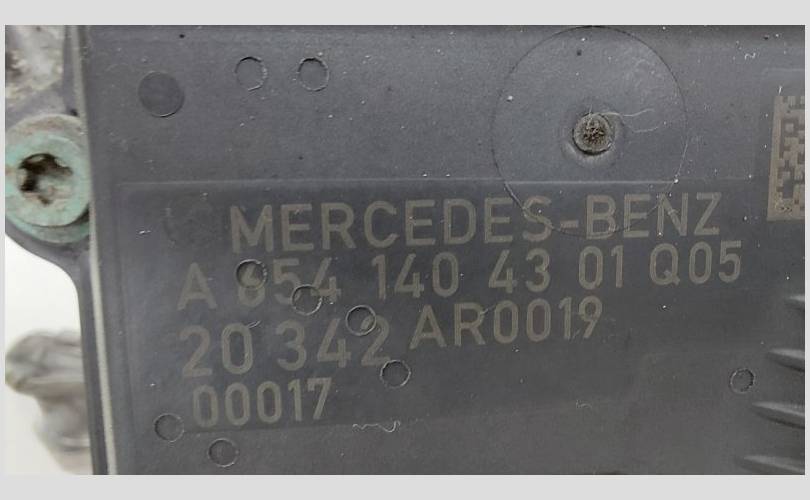 MERCEDES-BENZ
A 654 140 43 01 Q05
20 342 AR0019
00017